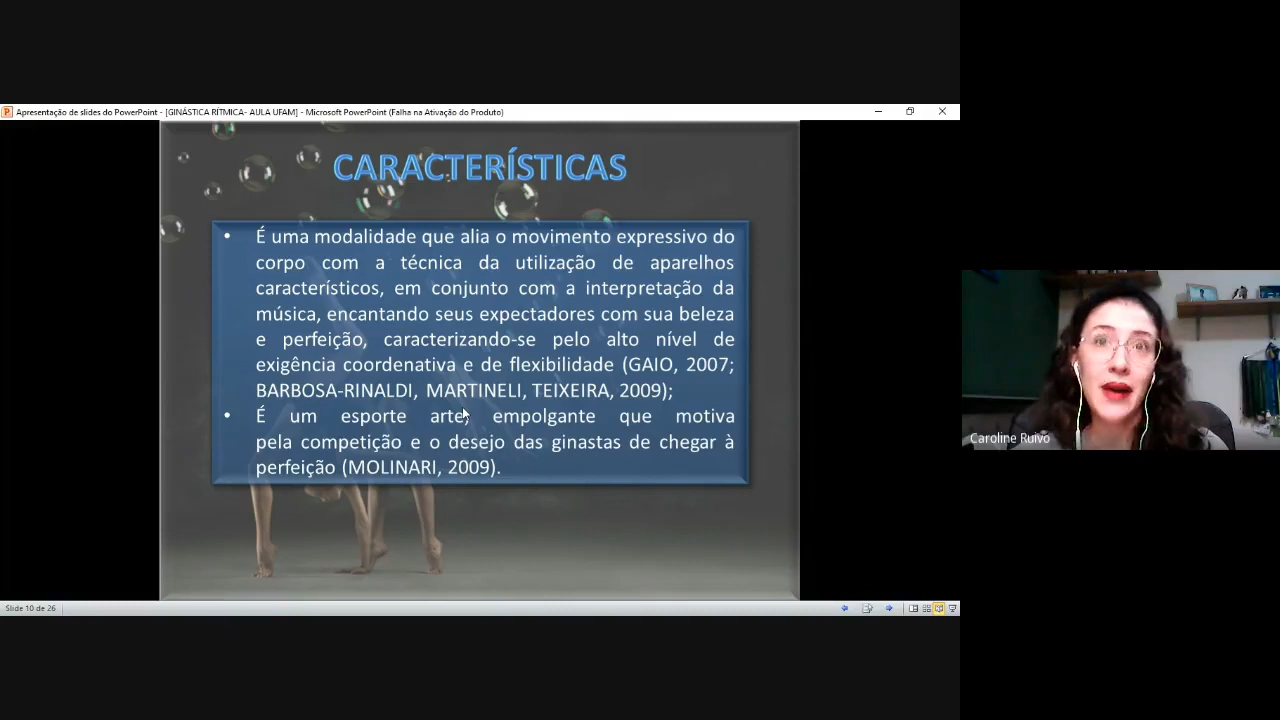 Apresentação de slides do PowerPoint - [GINÁSTICA RÍTMICA- AULA UFAM] - Microsoft PowerPoint (Falha na Ativação do Produto)
CARACTERÍSTICAS
• É uma modalidade que alia o movimento expressivo do
corpo com a técnica da utilização de aparelhos
característicos, em conjunto com a interpretação da
música, encantando seus expectadores com sua beleza
e perfeição, caracterizando-se pelo alto nível de
exigência coordenativa e de flexibilidade (GAIO, 2007;
BARBOSA-RINALDI, MARTINELI, TEIXEIRA, 2009);
• É um esporte arte, empolgante que motiva
pela competição e o desejo das ginastas de chegar à
perfeição (MOLINARI, 2009).
Caroline Ruivo
Slide 10 de 26